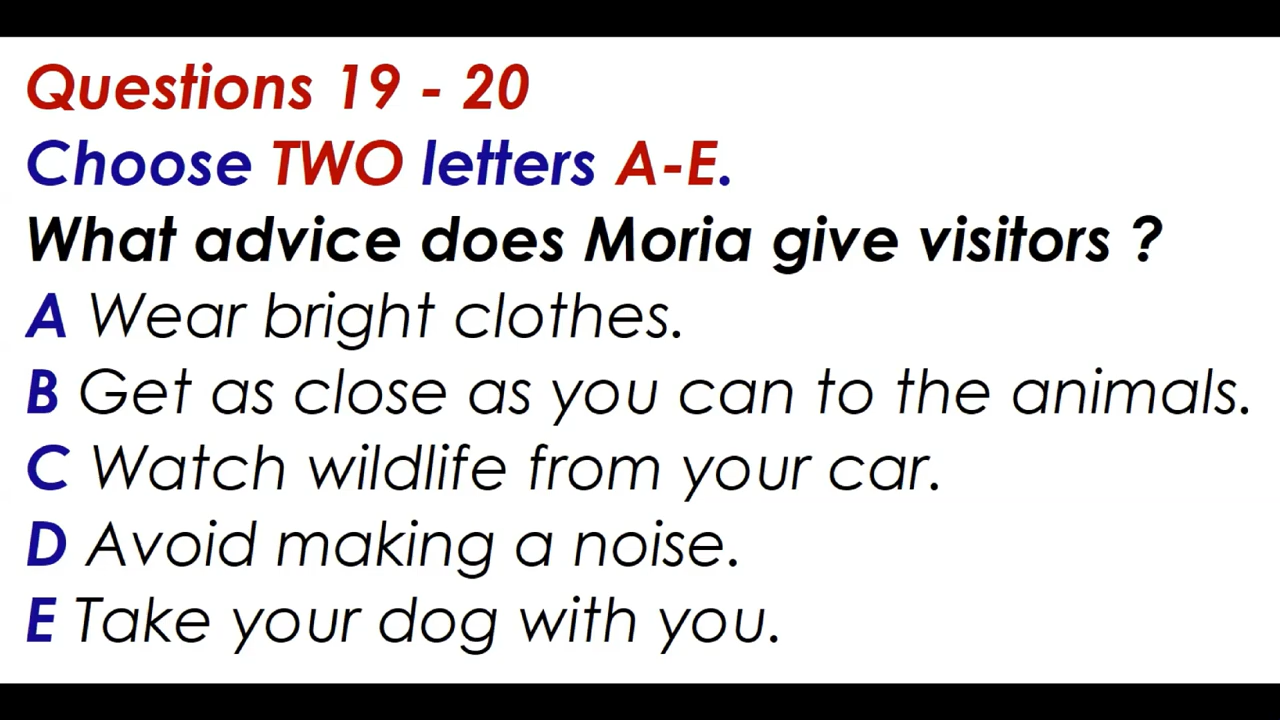 Questions 19 - 20
Choose TWO letters A-E.
What advice does Moria give visitors ?
A Wear bright clothes.
B Get as close as you can to the animals.
C Watch wildlife from your car.
D Avoid making a noise.
E Take your dog with you.